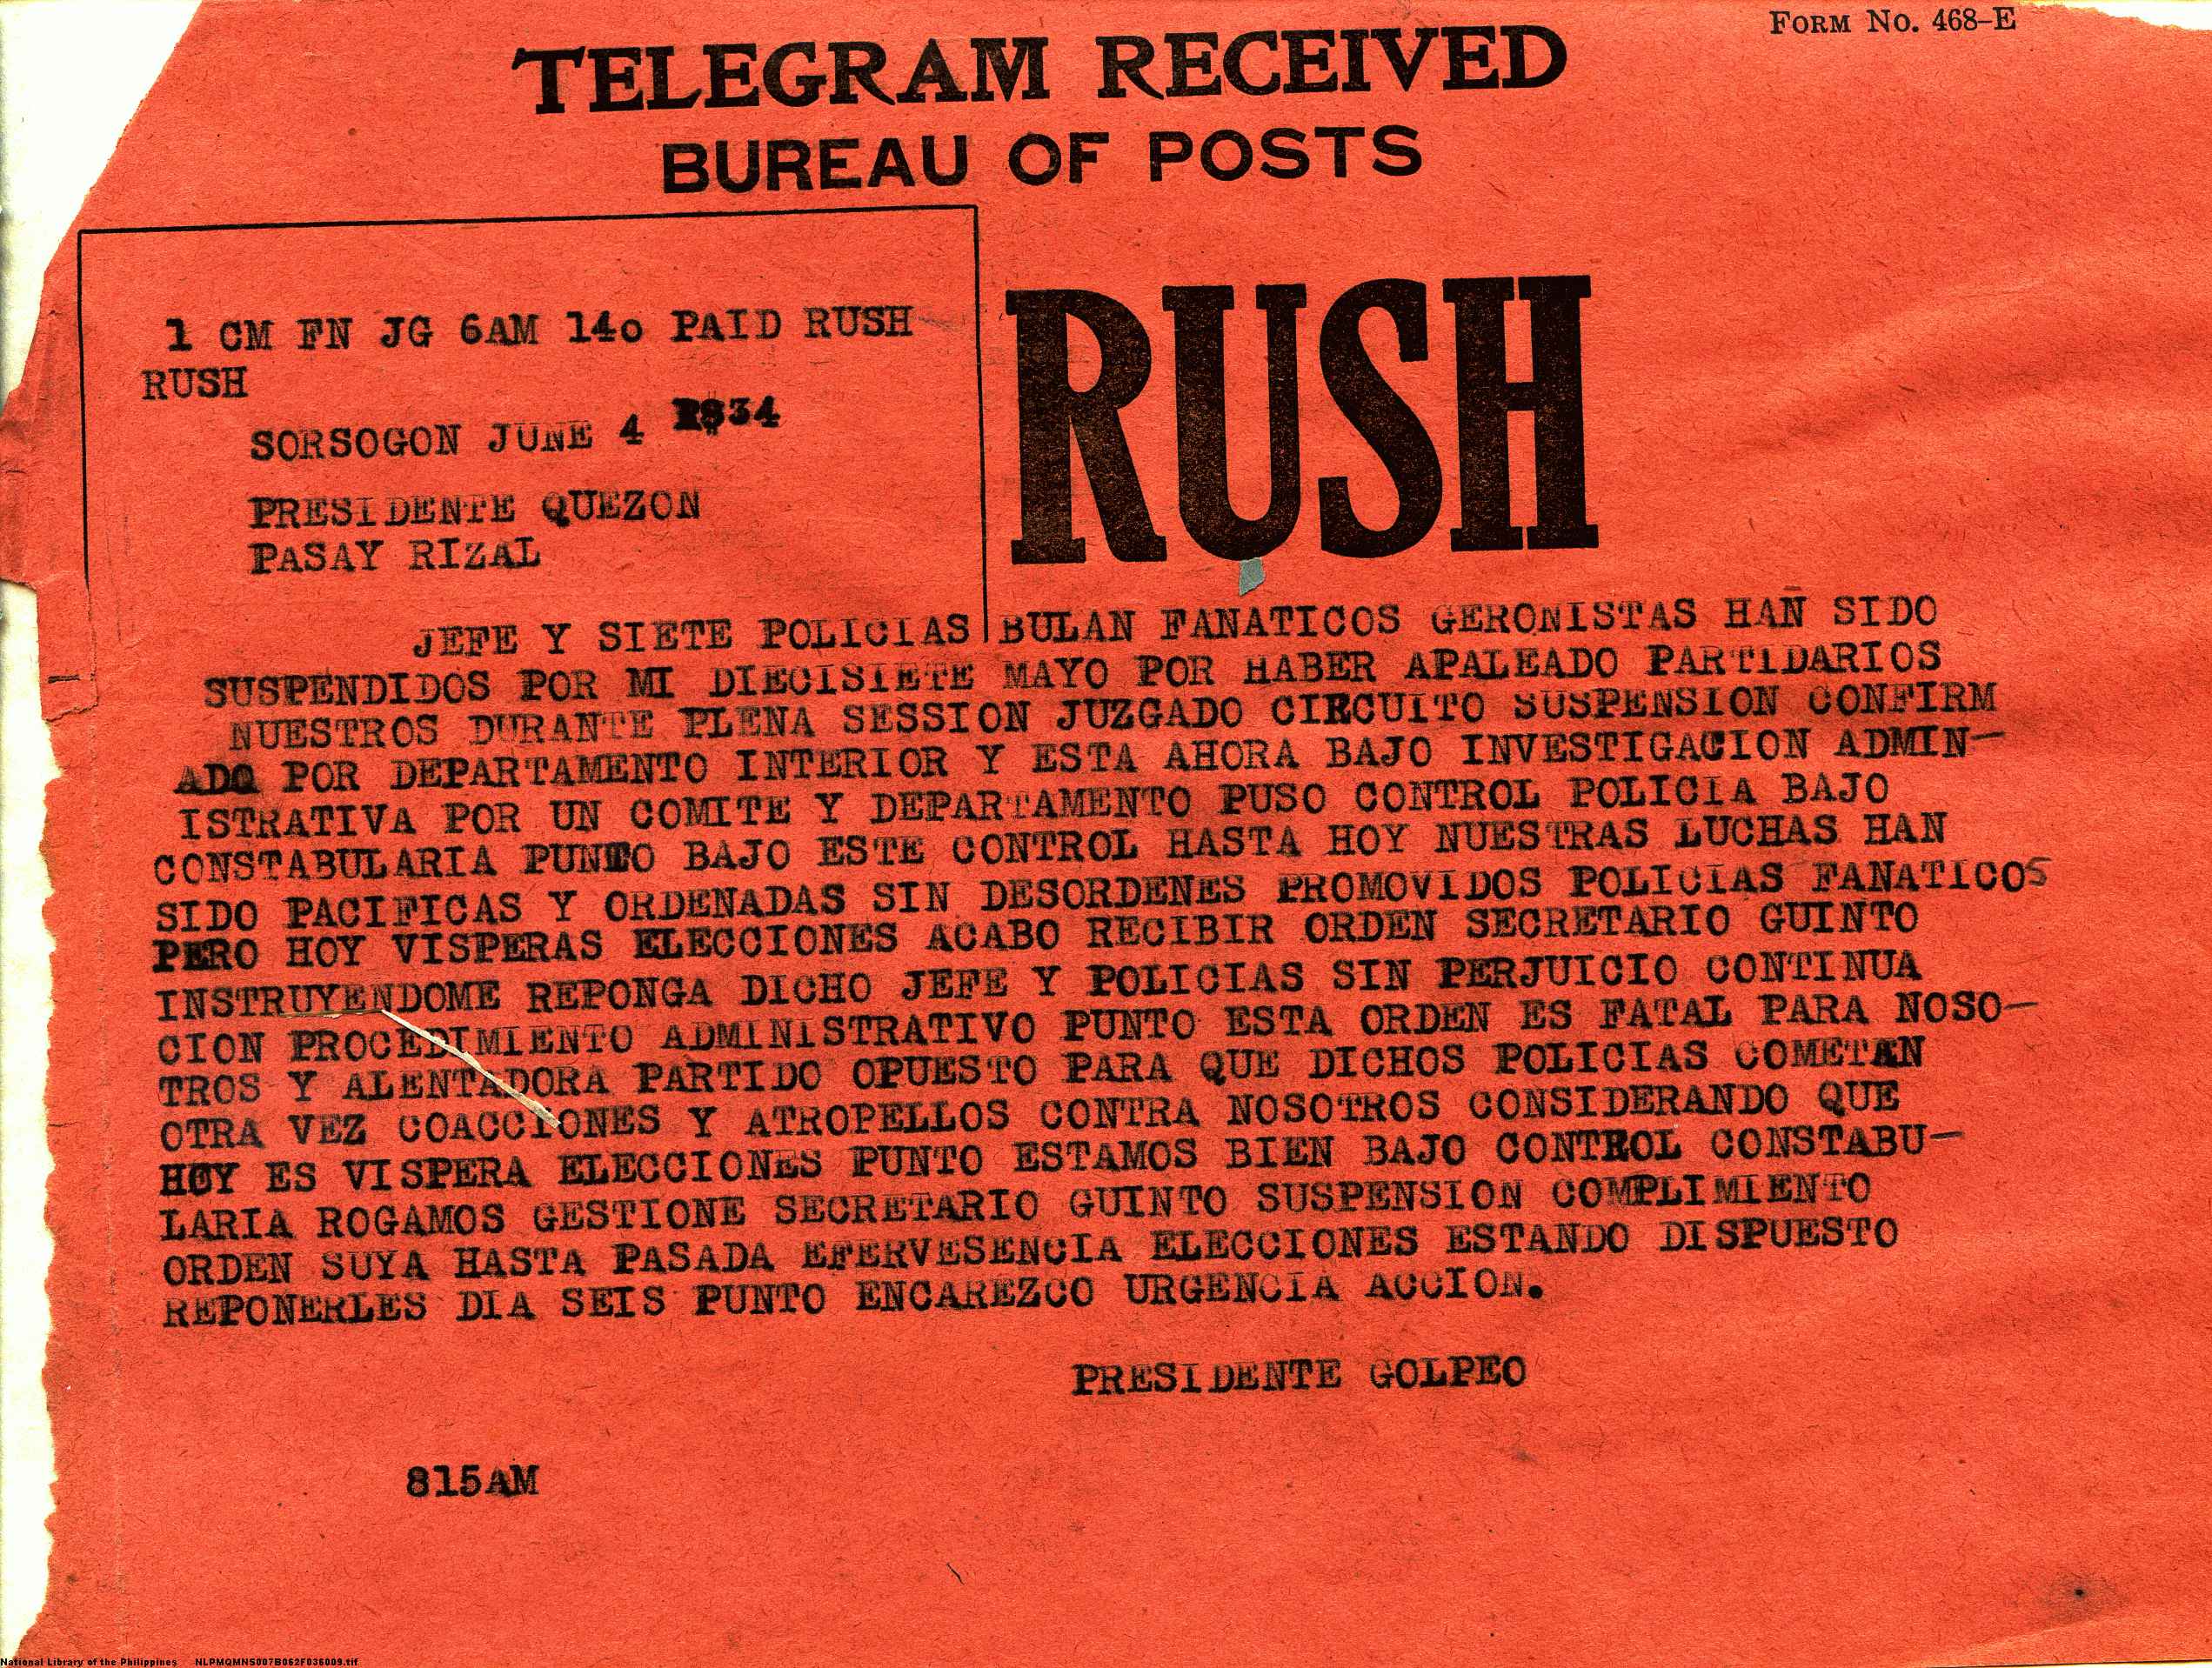 FORM NO. 468-E
TELEGRAM RECEIVED
BUREAU OF POSTS
RUSH
1 CM FN JG 6AM 14o PAID RUSH
RUSH
SORSOGON JUNE 4 1934
PRESIDENTE QUEZON
PASAY RIZAL
JEFE Y SIETE POLICIAS BULAN FANATICOS GERONISTAS HAN SIDO
SUSPENDIDOS POR MI DIECISIETE MAYO POR HABER APALEADO PARTIDARIOS
NUESTROS DURANTE PLENA SESSION JUZGADO CIRCUITO SUSPENSION CONFIRM
ADO POR DEPARTAMENTO INTERIOR Y ESTA AHORA BAJO INVESTIGACION ADMIN-
ISTRATIVA POR UN COMITE Y DEPARTAMENTO PUSO CONTROL POLICIA BAJO
CONSTABULARIA PUNTO BAJO ESTE CONTROL HASTA HOY NUESTRAS LUCHAS HAN
SIDO PACIFICAS Y ORDENADAS SIN DESORDENES PROMOVIDOS POLICIAS FANATICOS
PERO HOY VISPERAS ELECCIONES ACABO RECIBIR ORDEN SECRETARIO GUINTO
INSTRUYENDOME REPONGA DICHO JEFE Y POLICIAS SIN PERJUICIO CONTINUA
CION PROCEDIMIENTO ADMINISTRATIVO PUNTO ESTA ORDEN ES FATAL PARA NOSO-
TROS Y ALENTADORA PARTIDO OPUESTO PARA QUE DICHOS POLICIAS COMETAN
OTRA VEZ COACCIONES Y ATROPELLOS CONTRA NOSOTROS CONSIDERANDO QUE
HOY ES VISPERA ELECCIONES PUNTO ESTAMOS BIEN BAJO CONTROL CONSTABU-
LARIA ROGAMOS GESTIONE SECRETARIO GUINTO SUSPENSION COMPLIMIENTO
ORDEN SUYA HASTA PASADA EFERVESENCIA ELECCIONES ESTANDO DISPUESTO
REPONERLES DIA SEIS PUNTO ENCAREZCO URGENCIA ACCION.
PRESIDENTE GOLPEO
815AM
National Library of the Philippines NLPMQMNS007B062F036009.tif